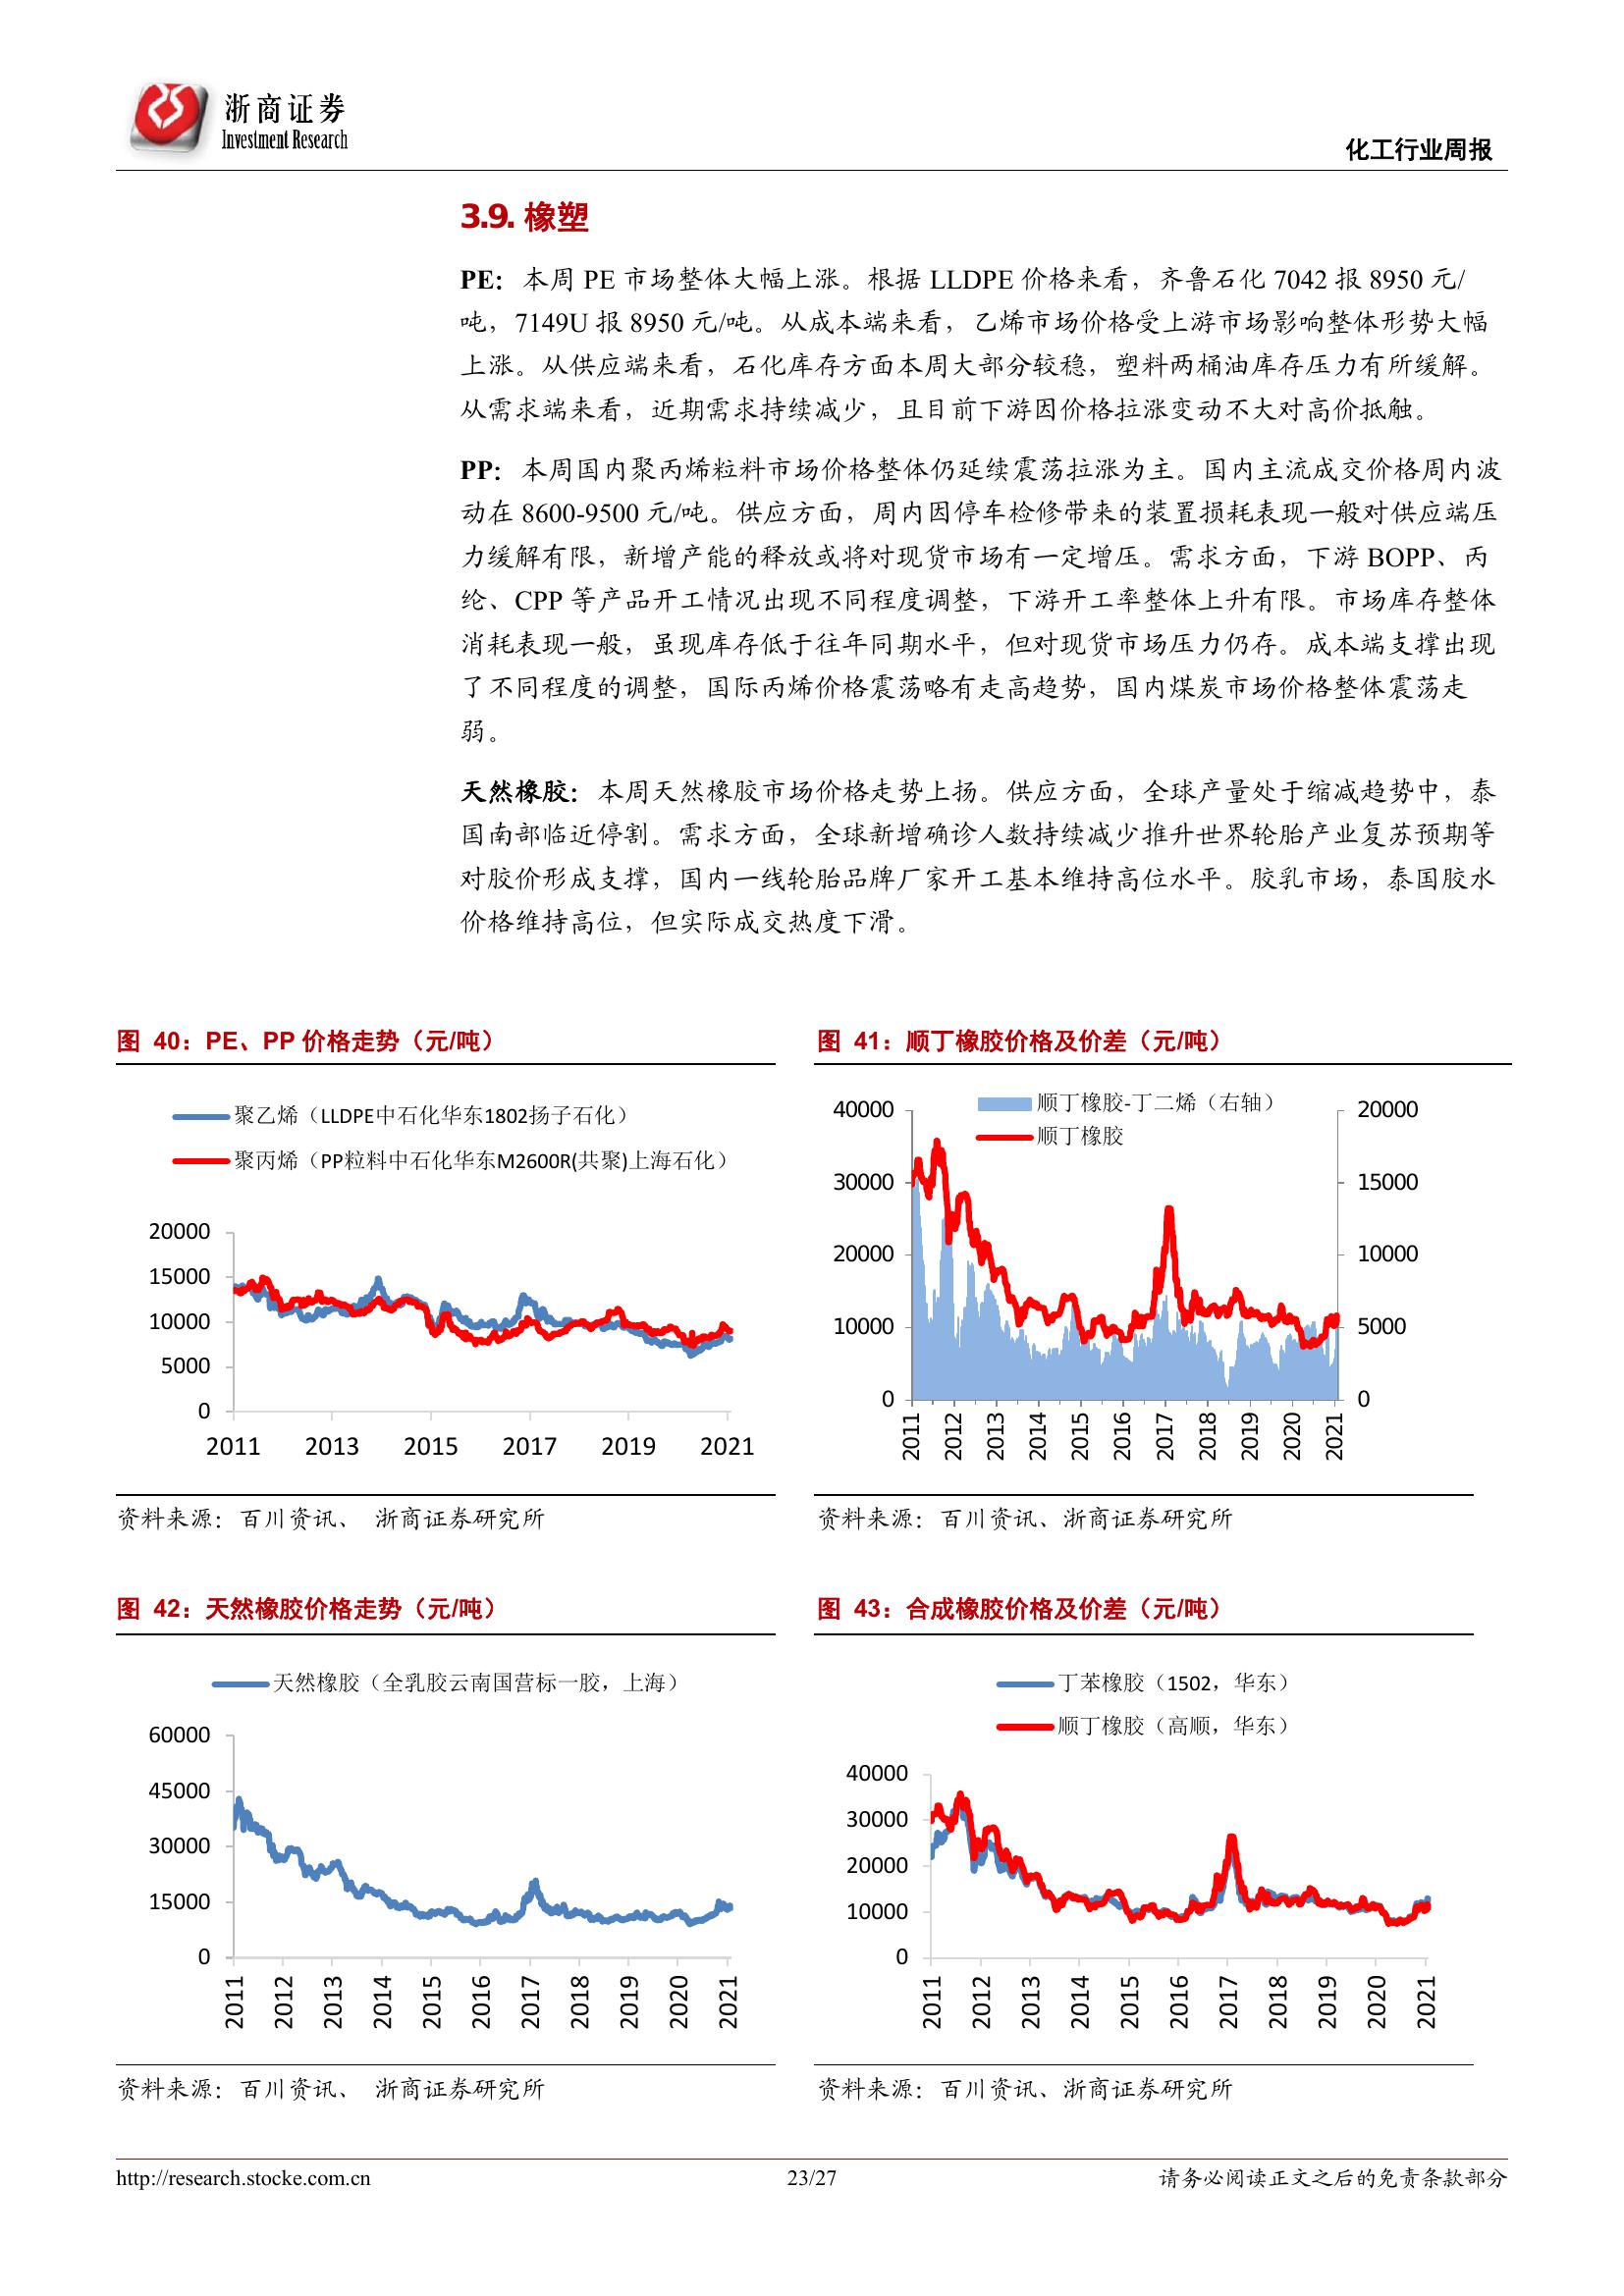 浙商证券
Investment Research
化工行业周报
3.9. 橡塑
PE：本周 PE 市场整体大幅上涨。根据 LLDPE 价格来看，齐鲁石化 7042 报 8950 元/
吨，7149U 报 8950 元/吨。从成本端来看，乙烯市场价格受上游市场影响整体形势大幅
上涨。从供应端来看，石化库存方面本周大部分较稳，塑料两桶油库存压力有所缓解。
从需求端来看，近期需求持续减少，且目前下游因价格拉涨变动不大对高价抵触。
PP：本周国内聚丙烯粒料市场价格整体仍延续震荡拉涨为主。国内主流成交价格周内波
动在 8600-9500 元/吨。供应方面，周内因停车检修带来的装置损耗表现一般对供应端压
力缓解有限，新增产能的释放或将对现货市场有一定增压。需求方面，下游 BOPP、丙
纶、CPP 等产品开工情况出现不同程度调整，下游开工率整体上升有限。市场库存整体
消耗表现一般，虽现库存低于往年同期水平，但对现货市场压力仍存。成本端支撑出现
了不同程度的调整，国际丙烯价格震荡略有走高趋势，国内煤炭市场价格整体震荡走
弱。
天然橡胶：本周天然橡胶市场价格走势上扬。供应方面，全球产量处于缩减趋势中，泰
国南部临近停割。需求方面，全球新增确诊人数持续减少推升世界轮胎产业复苏预期等
对胶价形成支撑，国内一线轮胎品牌厂家开工基本维持高位水平。胶乳市场，泰国胶水
价格维持高位，但实际成交热度下滑。
图 40：PE、PP 价格走势（元/吨）
聚乙烯（LLDPE中石化华东1802扬子石化）
聚丙烯（PP粒料中石化华东M2600R(共聚)上海石化）
20000
15000
10000
5000
0
2011 2013 2015 2017 2019 2021
资料来源：百川资讯、 浙商证券研究所
图 41：顺丁橡胶价格及价差（元/吨）
顺丁橡胶-丁二烯（右轴）
顺丁橡胶
40000
30000
20000
10000
0
20000
15000
10000
5000
0
2011 2012 2013 2014 2015 2016 2017 2018 2019 2020 2021
资料来源：百川资讯、浙商证券研究所
图 42：天然橡胶价格走势（元/吨）
天然橡胶（全乳胶云南国营标一胶，上海）
60000
45000
30000
15000
0
2011 2012 2013 2014 2015 2016 2017 2018 2019 2020 2021
资料来源：百川资讯、 浙商证券研究所
图 43：合成橡胶价格及价差（元/吨）
丁苯橡胶（1502，华东）
顺丁橡胶（高顺，华东）
40000
30000
20000
10000
0
2011 2012 2013 2014 2015 2016 2017 2018 2019 2020 2021
资料来源：百川资讯、浙商证券研究所
http://research.stocke.com.cn
23/27
请务必阅读正文之后的免责条款部分